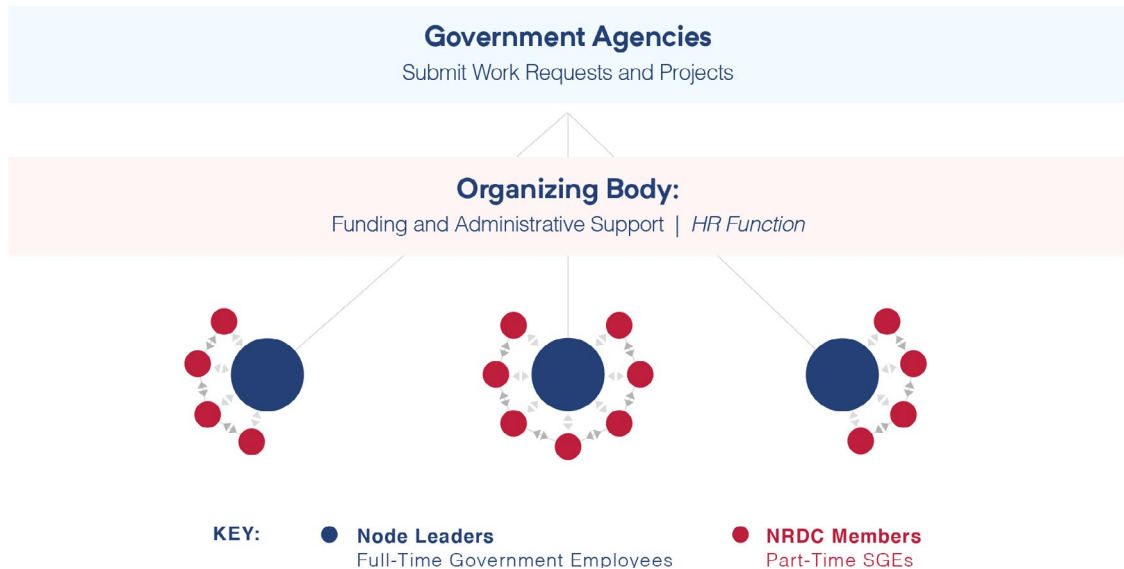 Government Agencies
Submit Work Requests and Projects
Organizing Body:
Funding and Administrative Support | HR Function
KEY:
Node Leaders
Full-Time Government Employees
NRDC Members
Part-Time SGEs